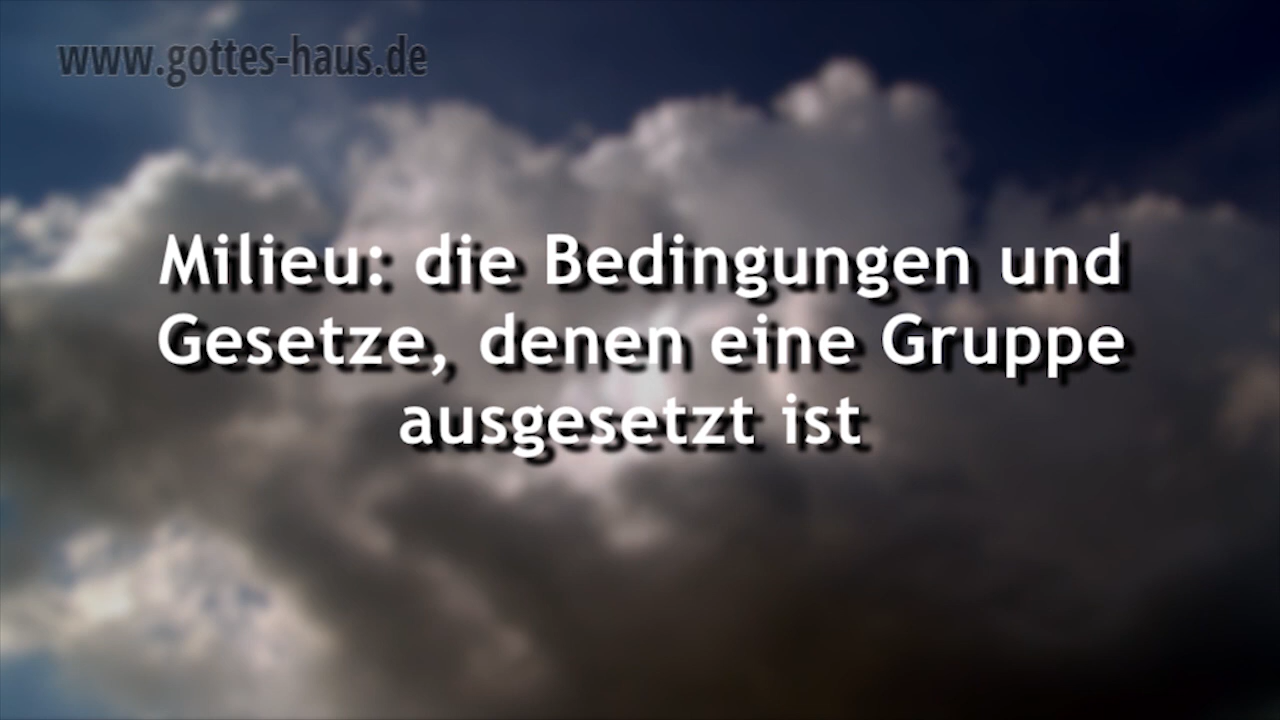 www.gottes-haus.de
Milieu: die Bedingungen und
Gesetze, denen eine Gruppe
ausgesetzt ist